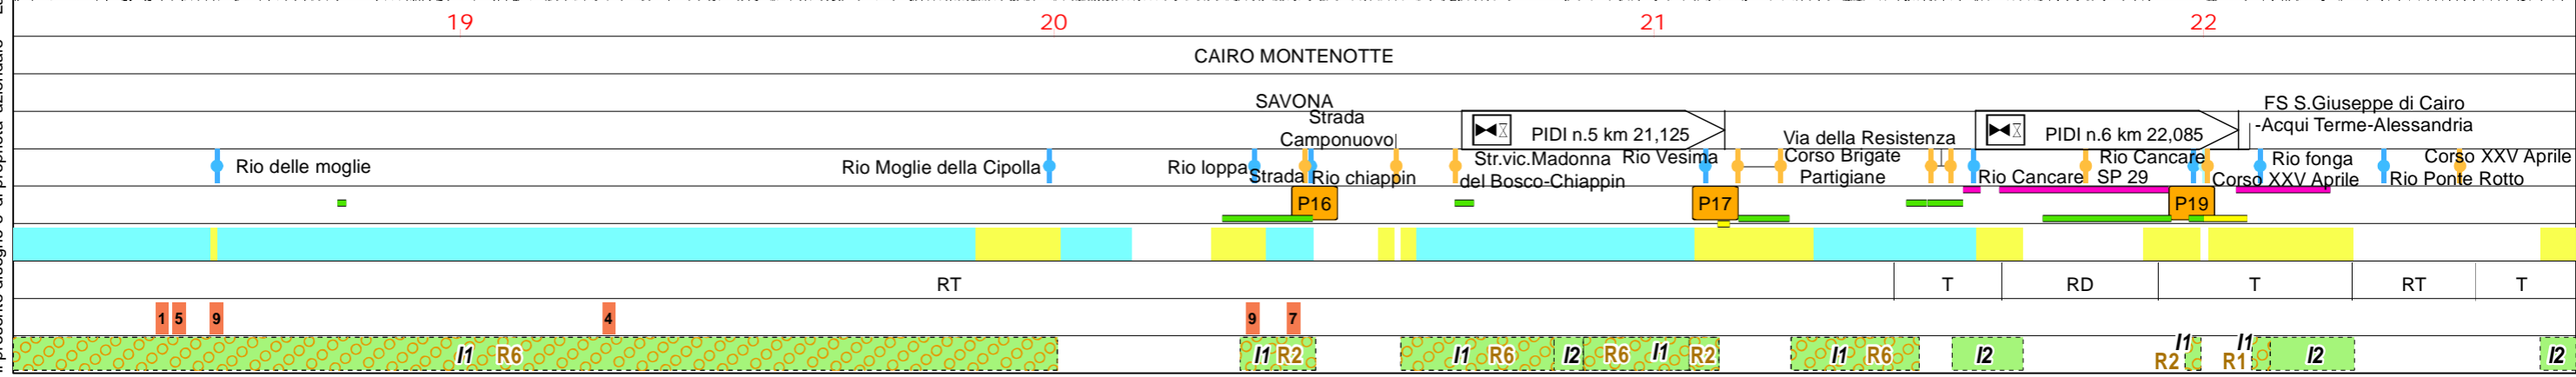 19 20 21 22
CAIRO MONTENOTTE
SAVONA
Strada
Camponuovo
PIDI n.5 km 21,125
PIDI n.6 km 22,085
FS S.Giuseppe di Cairo
-Acqui Terme-Alessandria
Rio delle moglie
Rio Moglie della Cipolla
Rio loppa
Strada
Rio chiappin
Str.vic.Madonna
del Bosco-Chiappin
Rio Vesima
Via della Resistenza
Corso Brigate
Partigiane
Rio Cancare
Rio Cancare
SP 29
Corso XXV Aprile
Rio fonga
Rio Ponte Rotto
Corso XXV Aprile
P16 P17 P19
RT T RD T RT T
1 5 9 4 9 7
I1 R6 I1 R2 I1 R6 I2 R6 I1 R2 I1 R6 I2 R2 I1 R1 I1 I2 I2